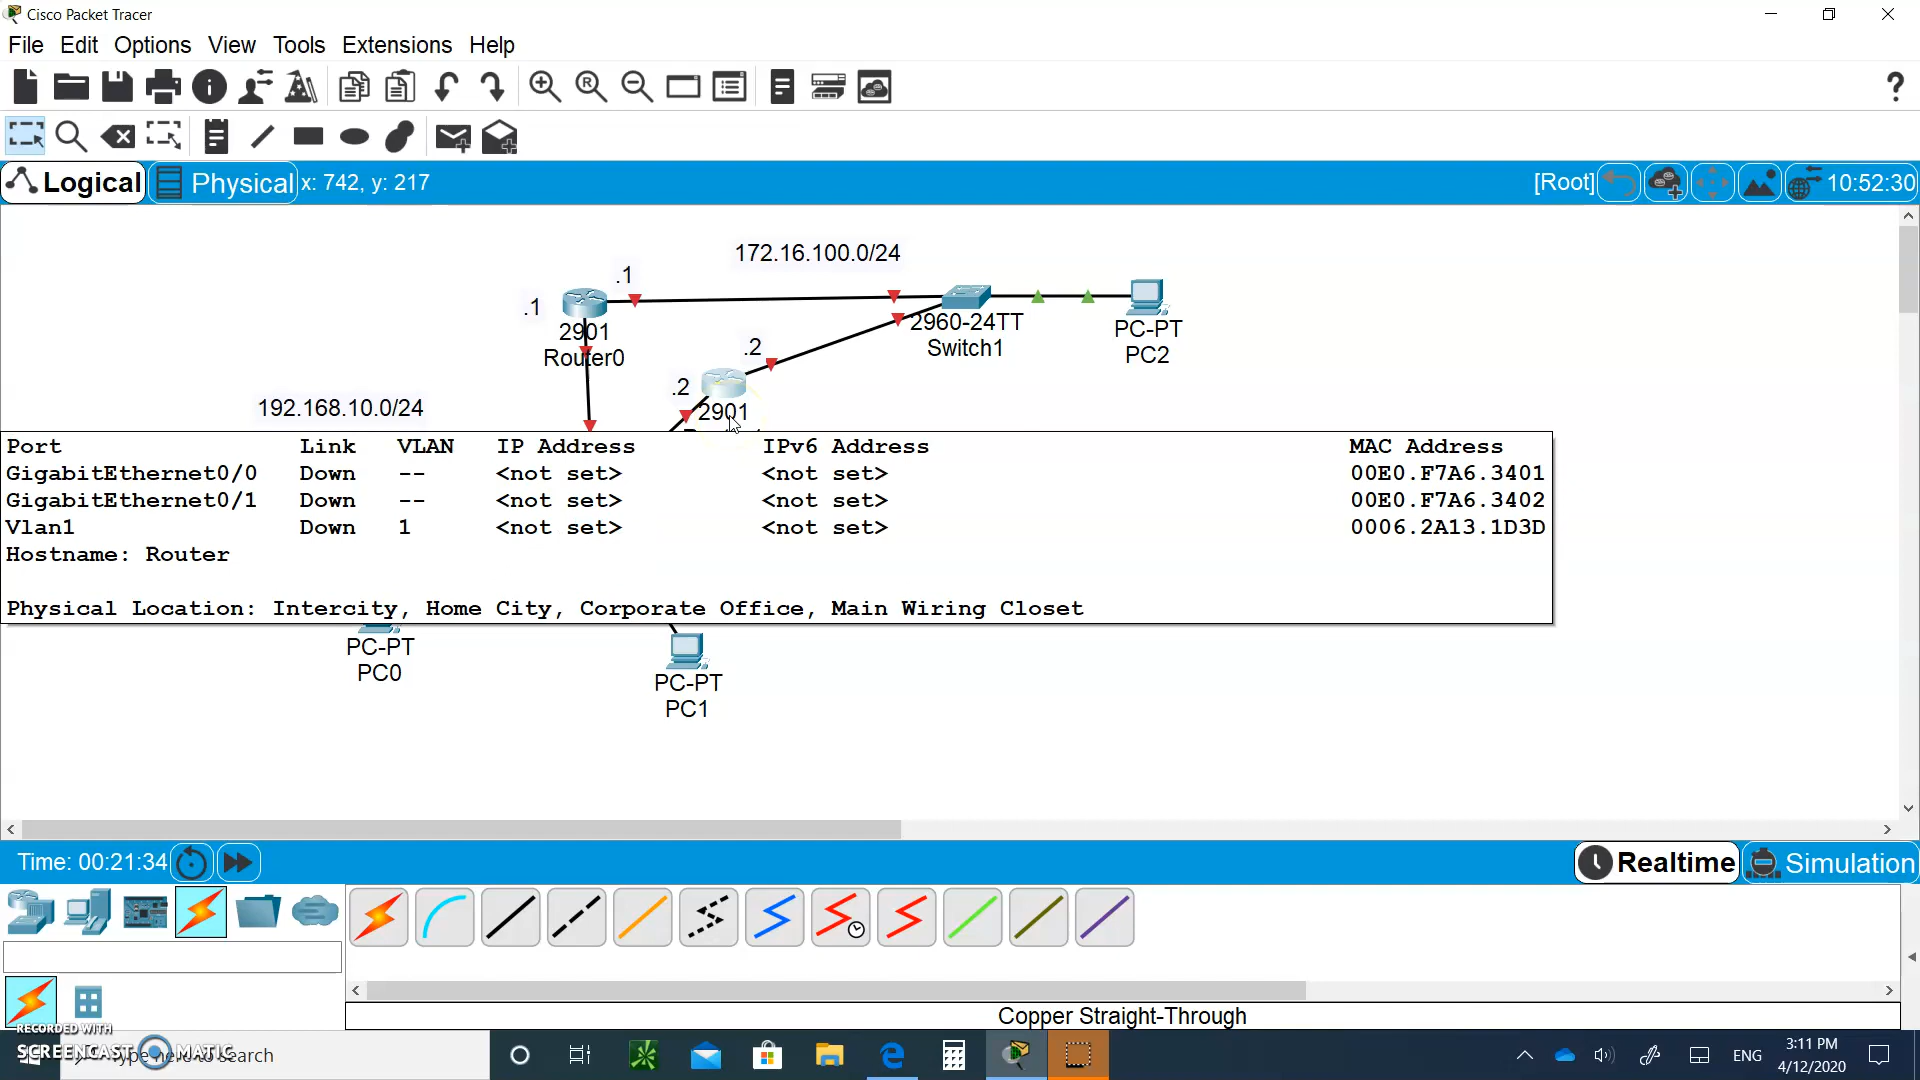 Cisco Packet Tracer
File Edit Options View Tools Extensions Help
?
Logical Physical x: 742, y: 217 [Root] 10:52:30
172.16.100.0/24
.1
.1
2901
Router0
2960-24TT
Switch1
PC-PT
PC2
.2
.2
2901
192.168.10.0/24
Port Link VLAN IP Address IPv6 Address MAC Address
GigabitEthernet0/0 Down -- <not set> <not set> 00E0.F7A6.3401
GigabitEthernet0/1 Down -- <not set> <not set> 00E0.F7A6.3402
Vlan1 Down 1 <not set> <not set> 0006.2A13.1D3D
Hostname: Router
Physical Location: Intercity, Home City, Corporate Office, Main Wiring Closet
PC-PT
PC0
PC-PT
PC1
Time: 00:21:34 Realtime Simulation
Copper Straight-Through
RECORDED WITH
SCREENCAST MATIC
Type here to search
ENG
3:11 PM
4/12/2020